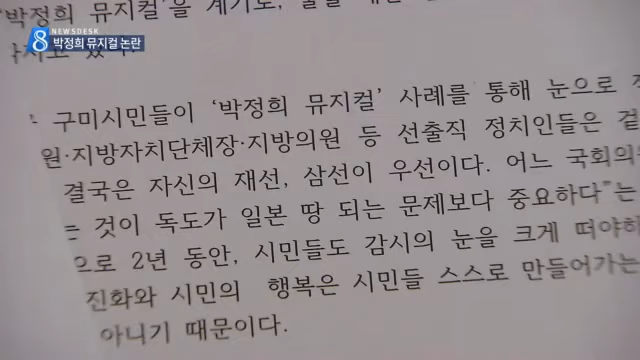 '박정희 뮤지컬'을 계기로,
8 NEWSDESK
박정희 뮤지컬 논란
구미시민들이 '박정희 뮤지컬' 사례를 통해 눈으로
원·지방자치단체장·지방의원 등 선출직 정치인들은
결국은 자신의 재선, 삼선이 우선이다. 어느 국회의
는 것이 독도가 일본 땅 되는 문제보다 중요하다"는
으로 2년 동안, 시민들도 감시의 눈을 크게 떠야하
진화와 시민의 행복은 시민들 스스로 만들어가는
아니기 때문이다.